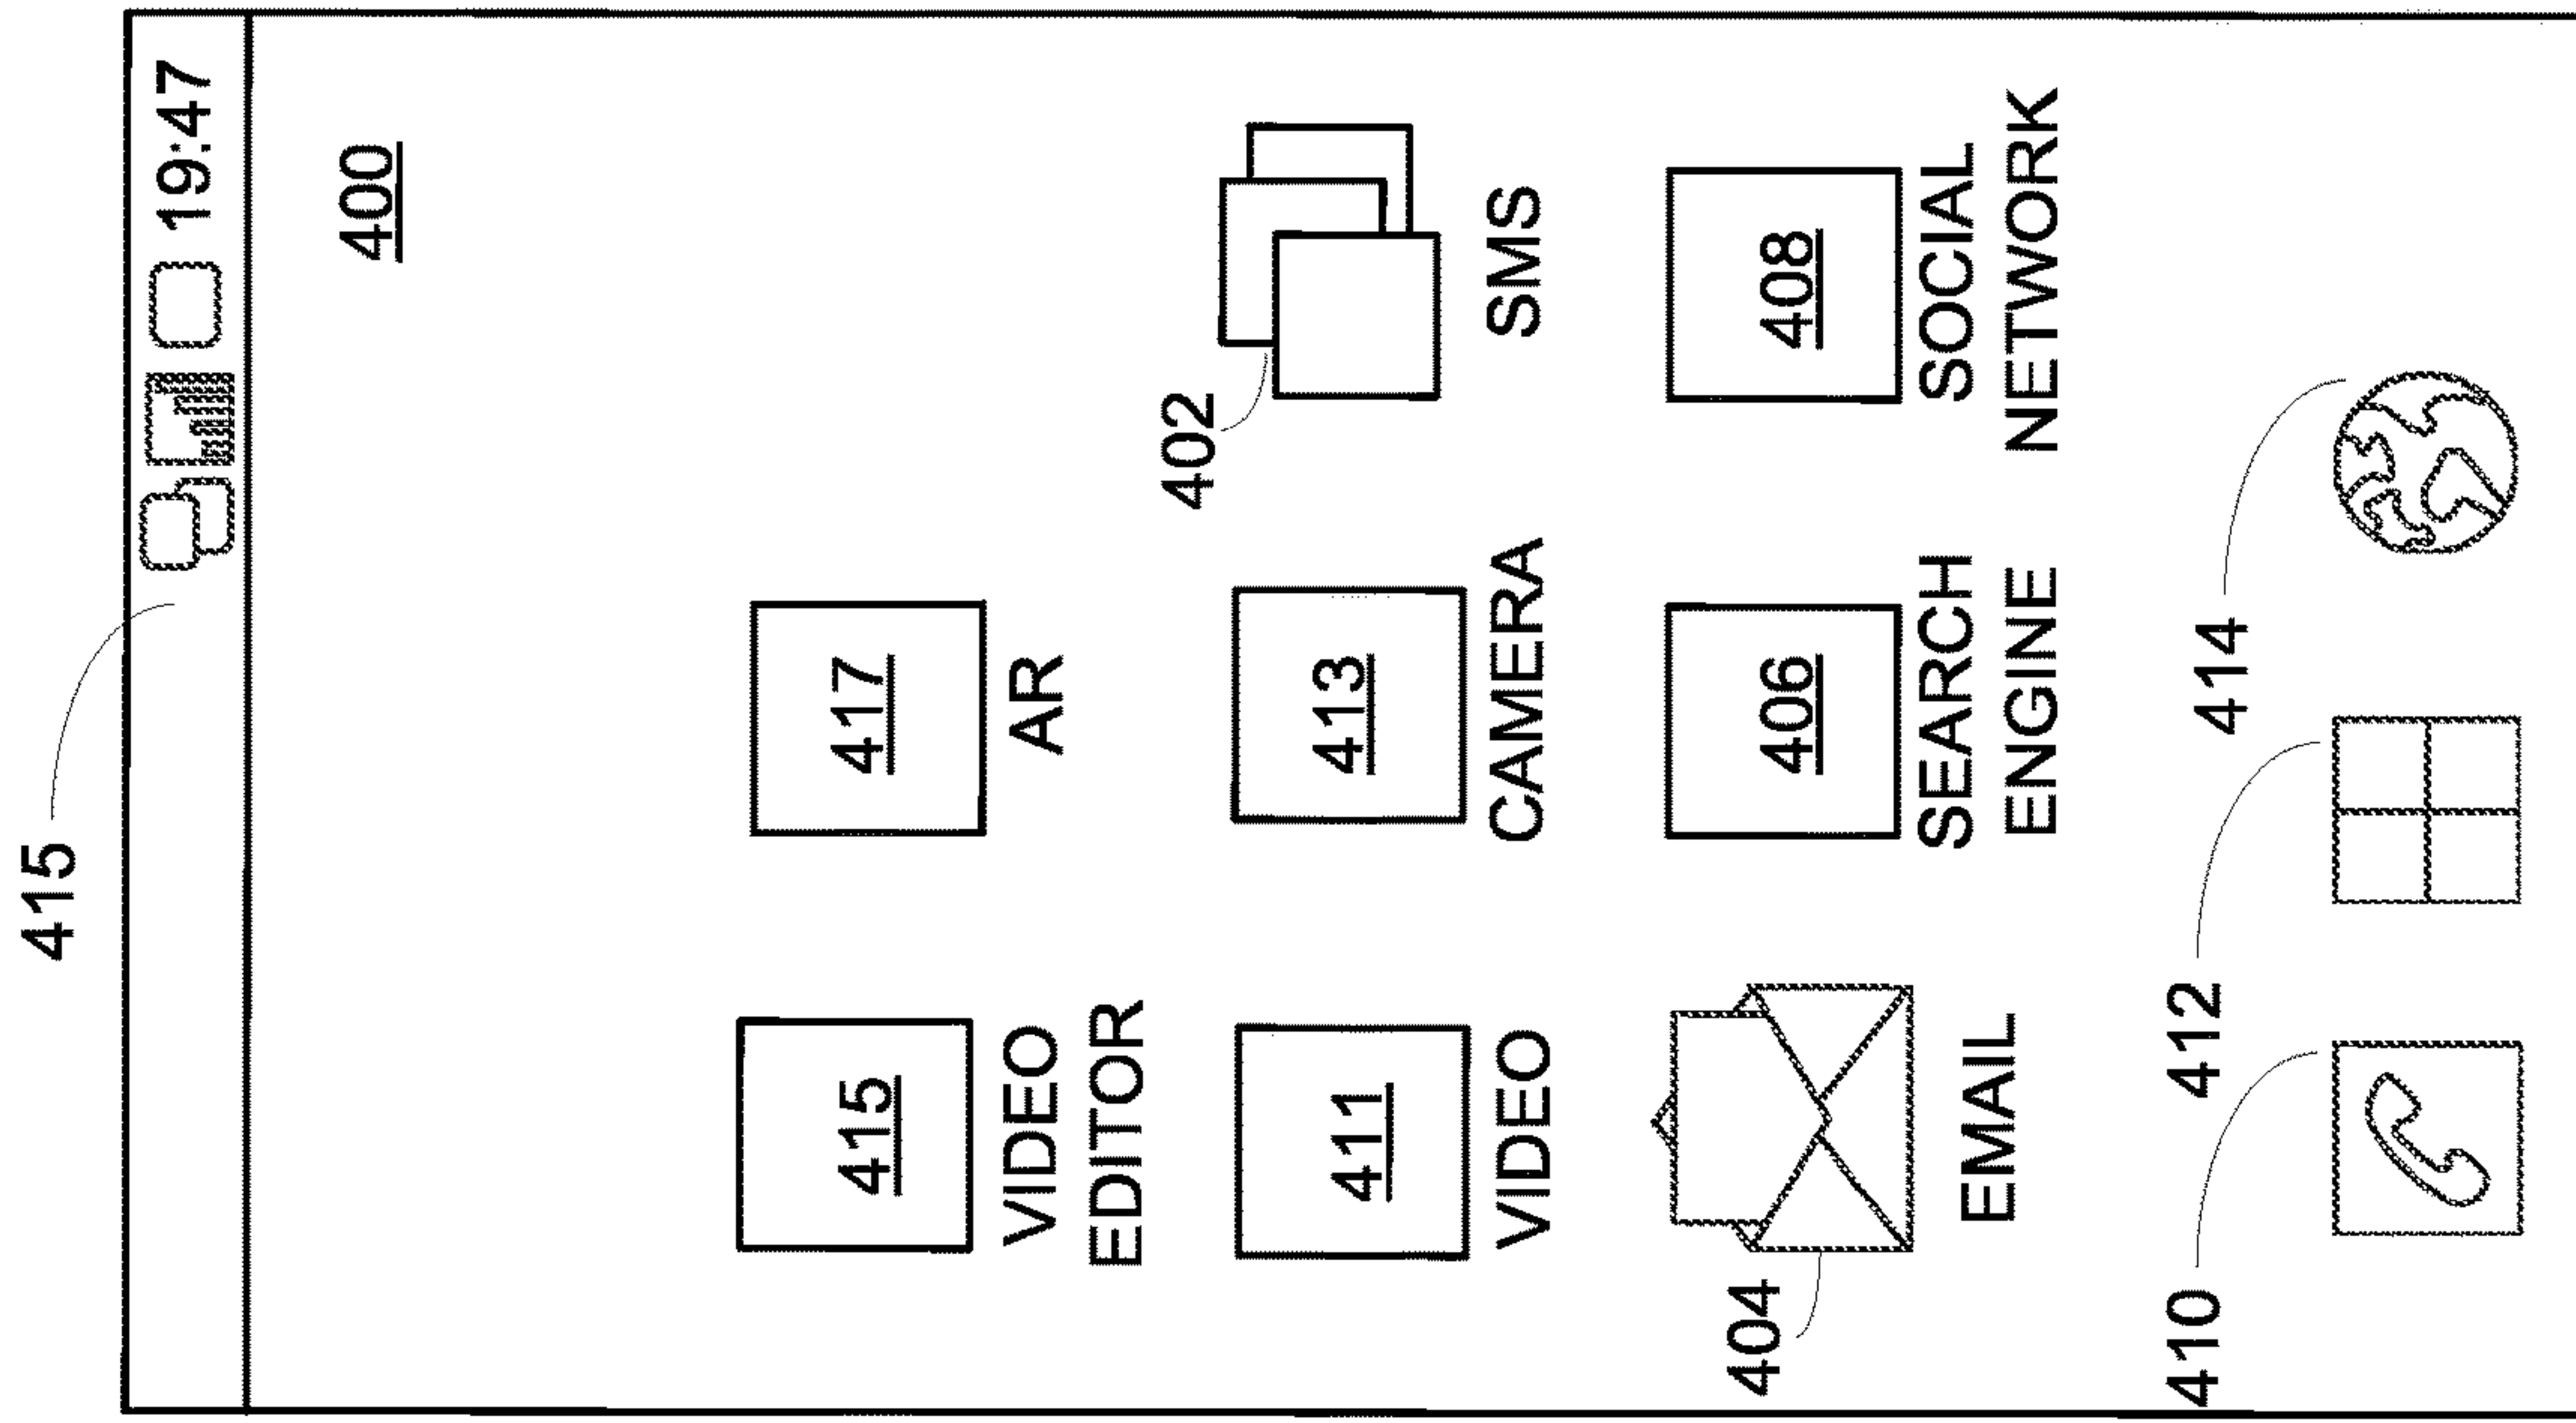 415
19:47
400
415
417
VIDEO
EDITOR
AR
402
411
413
VIDEO
CAMERA
SMS
404
406
408
EMAIL
SEARCH
ENGINE
SOCIAL
NETWORK
410
412
414